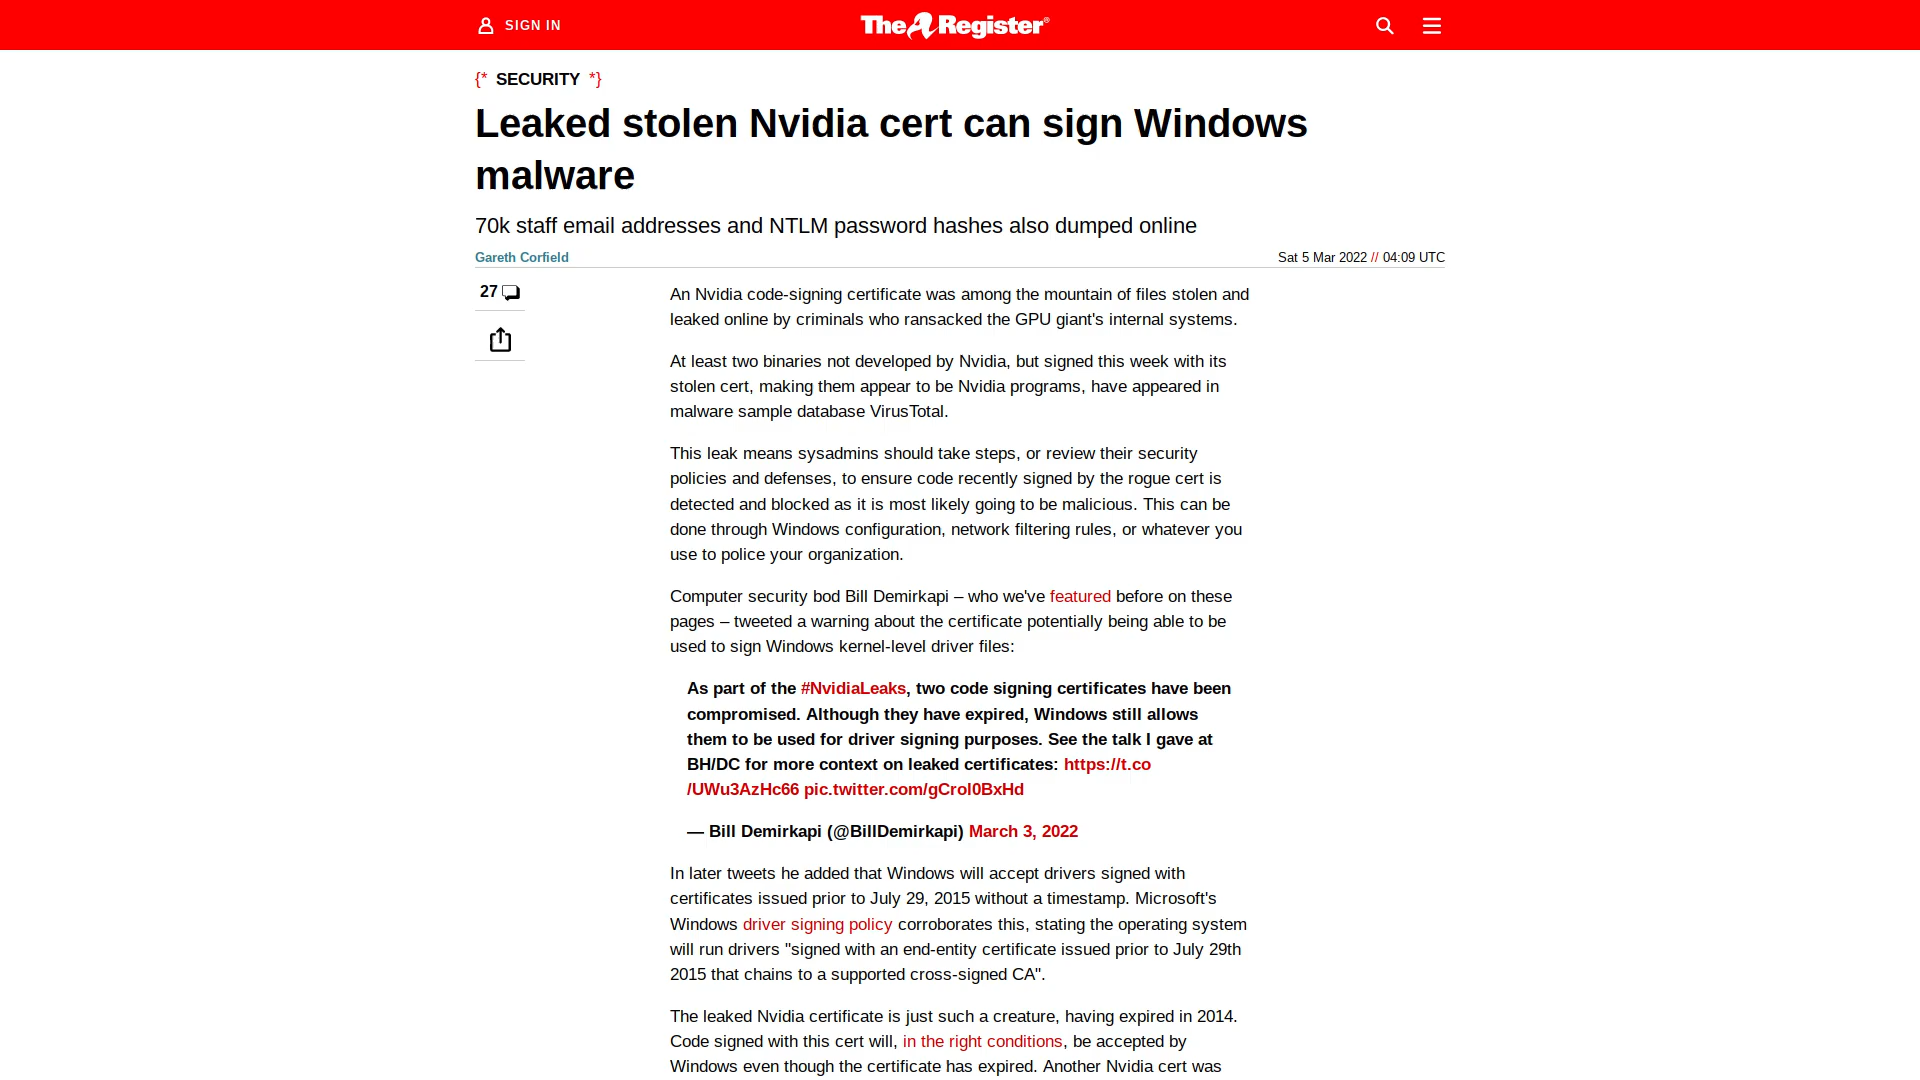 SIGN IN
The Register®
{* SECURITY *}
Leaked stolen Nvidia cert can sign Windows
malware
70k staff email addresses and NTLM password hashes also dumped online
Gareth Corfield
Sat 5 Mar 2022 // 04:09 UTC
27
An Nvidia code-signing certificate was among the mountain of files stolen and
leaked online by criminals who ransacked the GPU giant's internal systems.
At least two binaries not developed by Nvidia, but signed this week with its
stolen cert, making them appear to be Nvidia programs, have appeared in
malware sample database VirusTotal.
This leak means sysadmins should take steps, or review their security
policies and defenses, to ensure code recently signed by the rogue cert is
detected and blocked as it is most likely going to be malicious. This can be
done through Windows configuration, network filtering rules, or whatever you
use to police your organization.
Computer security bod Bill Demirkapi – who we've featured before on these
pages – tweeted a warning about the certificate potentially being able to be
used to sign Windows kernel-level driver files:
As part of the #NvidiaLeaks, two code signing certificates have been
compromised. Although they have expired, Windows still allows
them to be used for driver signing purposes. See the talk I gave at
BH/DC for more context on leaked certificates: https://t.co
/UWu3AzHc66 pic.twitter.com/gCrol0BxHd
— Bill Demirkapi (@BillDemirkapi) March 3, 2022
In later tweets he added that Windows will accept drivers signed with
certificates issued prior to July 29, 2015 without a timestamp. Microsoft's
Windows driver signing policy corroborates this, stating the operating system
will run drivers "signed with an end-entity certificate issued prior to July 29th
2015 that chains to a supported cross-signed CA".
The leaked Nvidia certificate is just such a creature, having expired in 2014.
Code signed with this cert will, in the right conditions, be accepted by
Windows even though the certificate has expired. Another Nvidia cert was